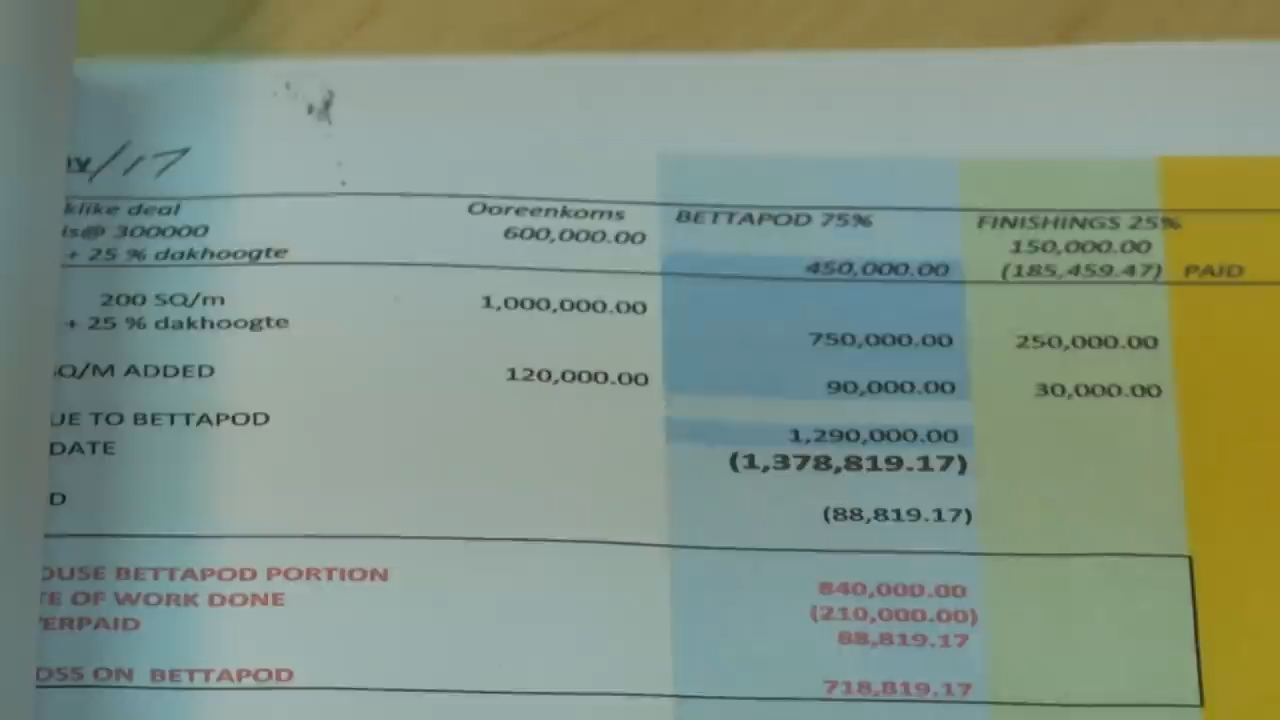 /17
klike deal Ooreenkoms BETTAPOD 75% FINISHINGS 25%
is@ 300000 600,000.00 150,000.00
+ 25 % dakhoogte 450,000.00 (185,459.47) PAID
200 SQ/m 1,000,000.00
+ 25 % dakhoogte 750,000.00 250,000.00
Q/M ADDED 120,000.00 90,000.00 30,000.00
UE TO BETTAPOD 1,290,000.00
DATE (1,378,819.17)
D (88,819.17)
OUSE BETTAPOD PORTION 840,000.00
TE OF WORK DONE (210,000.00)
ERPAID 88,819.17
OSS ON BETTAPOD 718,819.17